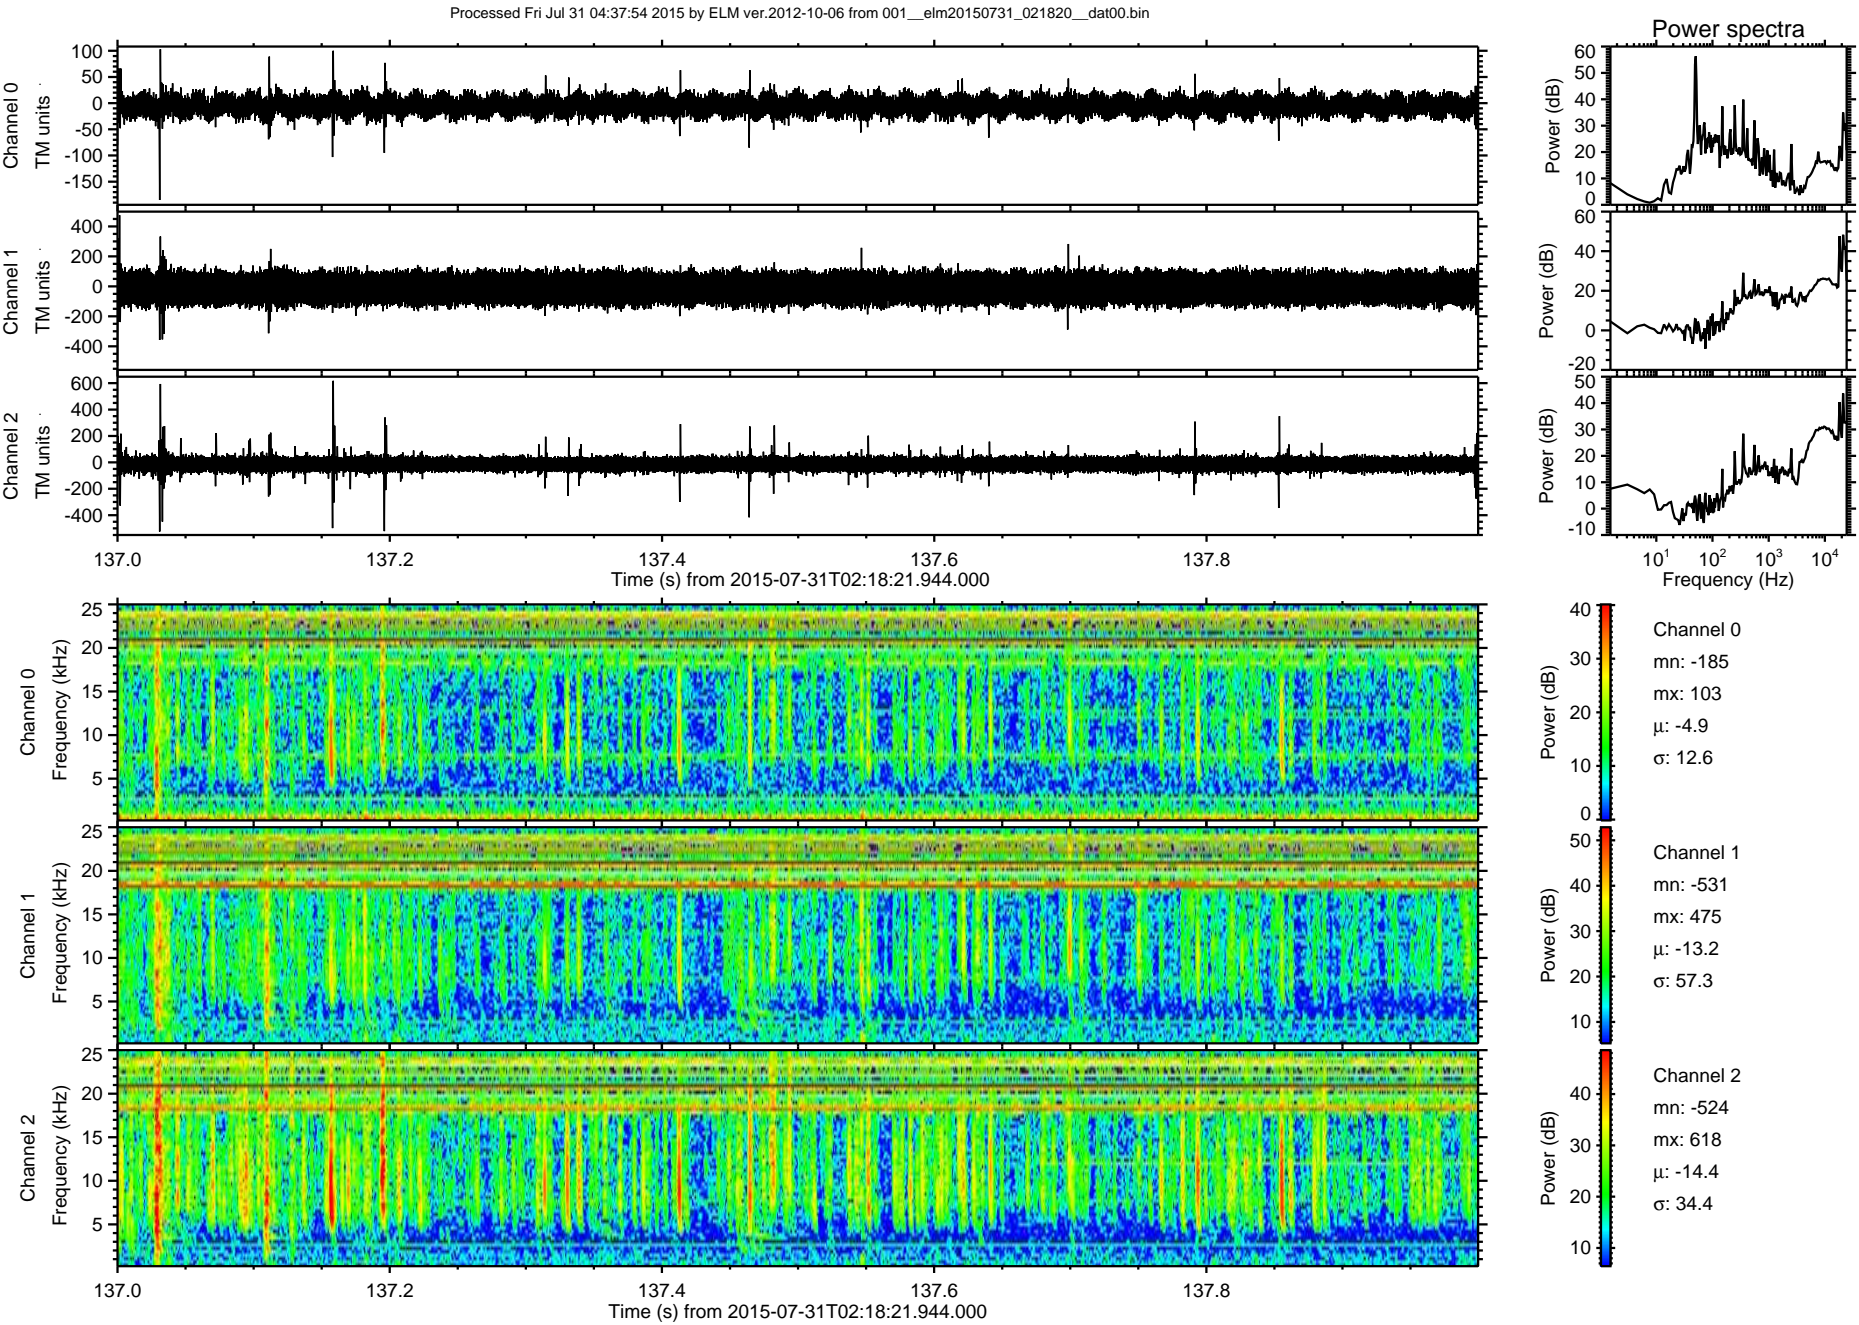 Processed Fri Jul 31 04:37:54 2015 by ELM ver.2012-10-06 from 001__elm20150731_021820__dat00.bin
Power spectra
Channel 0
TM units
100
50
0
-50
-100
-150
Power (dB)
60
50
40
30
20
10
0
Channel 1
TM units
400
200
0
-200
-400
Power (dB)
60
40
20
0
-20
Channel 2
TM units
600
400
200
0
-200
-400
Power (dB)
50
40
30
20
10
0
-10
137.0 137.2 137.4 137.6 137.8
Time (s) from 2015-07-31T02:18:21.944.000
10¹ 10² 10³ 10⁴
Frequency (Hz)
Channel 0
Frequency (kHz)
25
20
15
10
5
Power (dB)
40
30
20
10
0
Channel 0
mn: -185
mx: 103
μ: -4.9
σ: 12.6
Channel 1
Frequency (kHz)
25
20
15
10
5
Power (dB)
50
40
30
20
10
Channel 1
mn: -531
mx: 475
μ: -13.2
σ: 57.3
Channel 2
Frequency (kHz)
25
20
15
10
5
Power (dB)
40
30
20
10
Channel 2
mn: -524
mx: 618
μ: -14.4
σ: 34.4
137.0 137.2 137.4 137.6 137.8
Time (s) from 2015-07-31T02:18:21.944.000